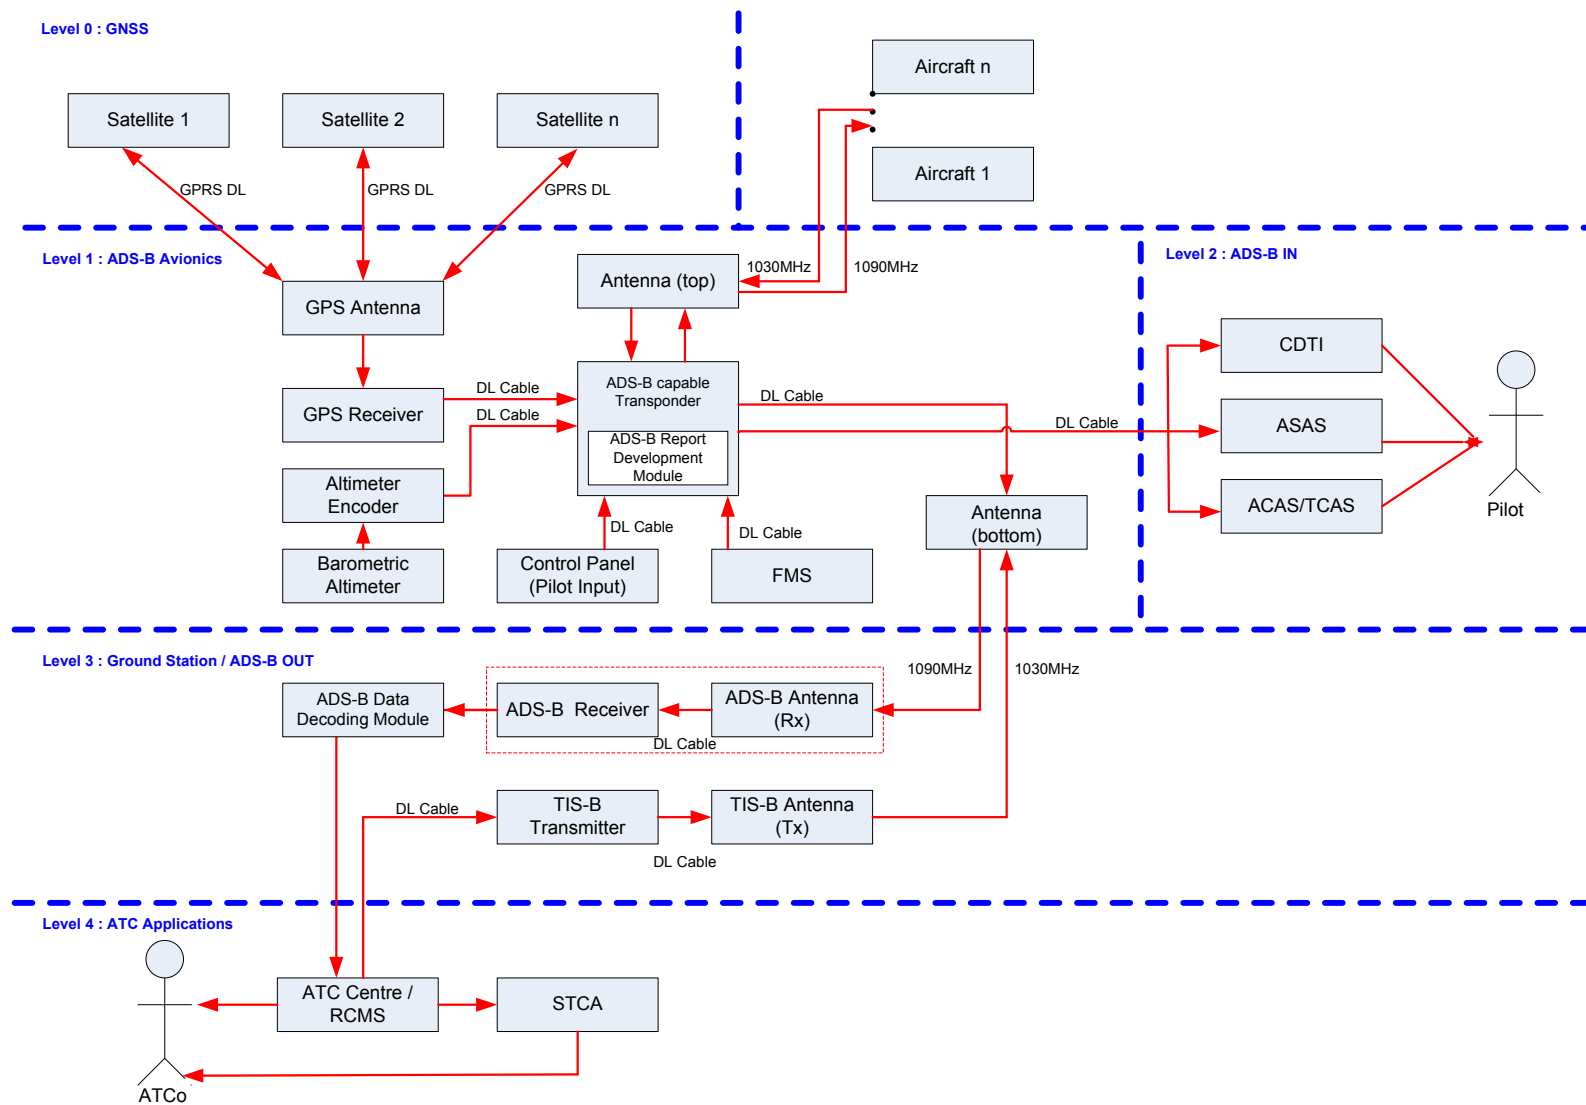 Level 0 : GNSS
Aircraft n
Satellite 1
Satellite 2
Satellite n
Aircraft 1
GPRS DL
GPRS DL
GPRS DL
Level 1 : ADS-B Avionics
Level 2 : ADS-B IN
1030MHz
1090MHz
Antenna (top)
GPS Antenna
CDTI
ADS-B capable
Transponder
DL Cable
DL Cable
GPS Receiver
DL Cable
DL Cable
ASAS
ADS-B Report
Development
Module
Altimeter
Encoder
Antenna
(bottom)
ACAS/TCAS
Pilot
DL Cable
DL Cable
Barometric
Altimeter
Control Panel
(Pilot Input)
FMS
Level 3 : Ground Station / ADS-B OUT
1090MHz
1030MHz
ADS-B Data
Decoding Module
ADS-B  Receiver
ADS-B Antenna
(Rx)
DL Cable
DL Cable
TIS-B
Transmitter
TIS-B Antenna
(Tx)
DL Cable
Level 4 : ATC Applications
ATC Centre /
RCMS
STCA
ATCo